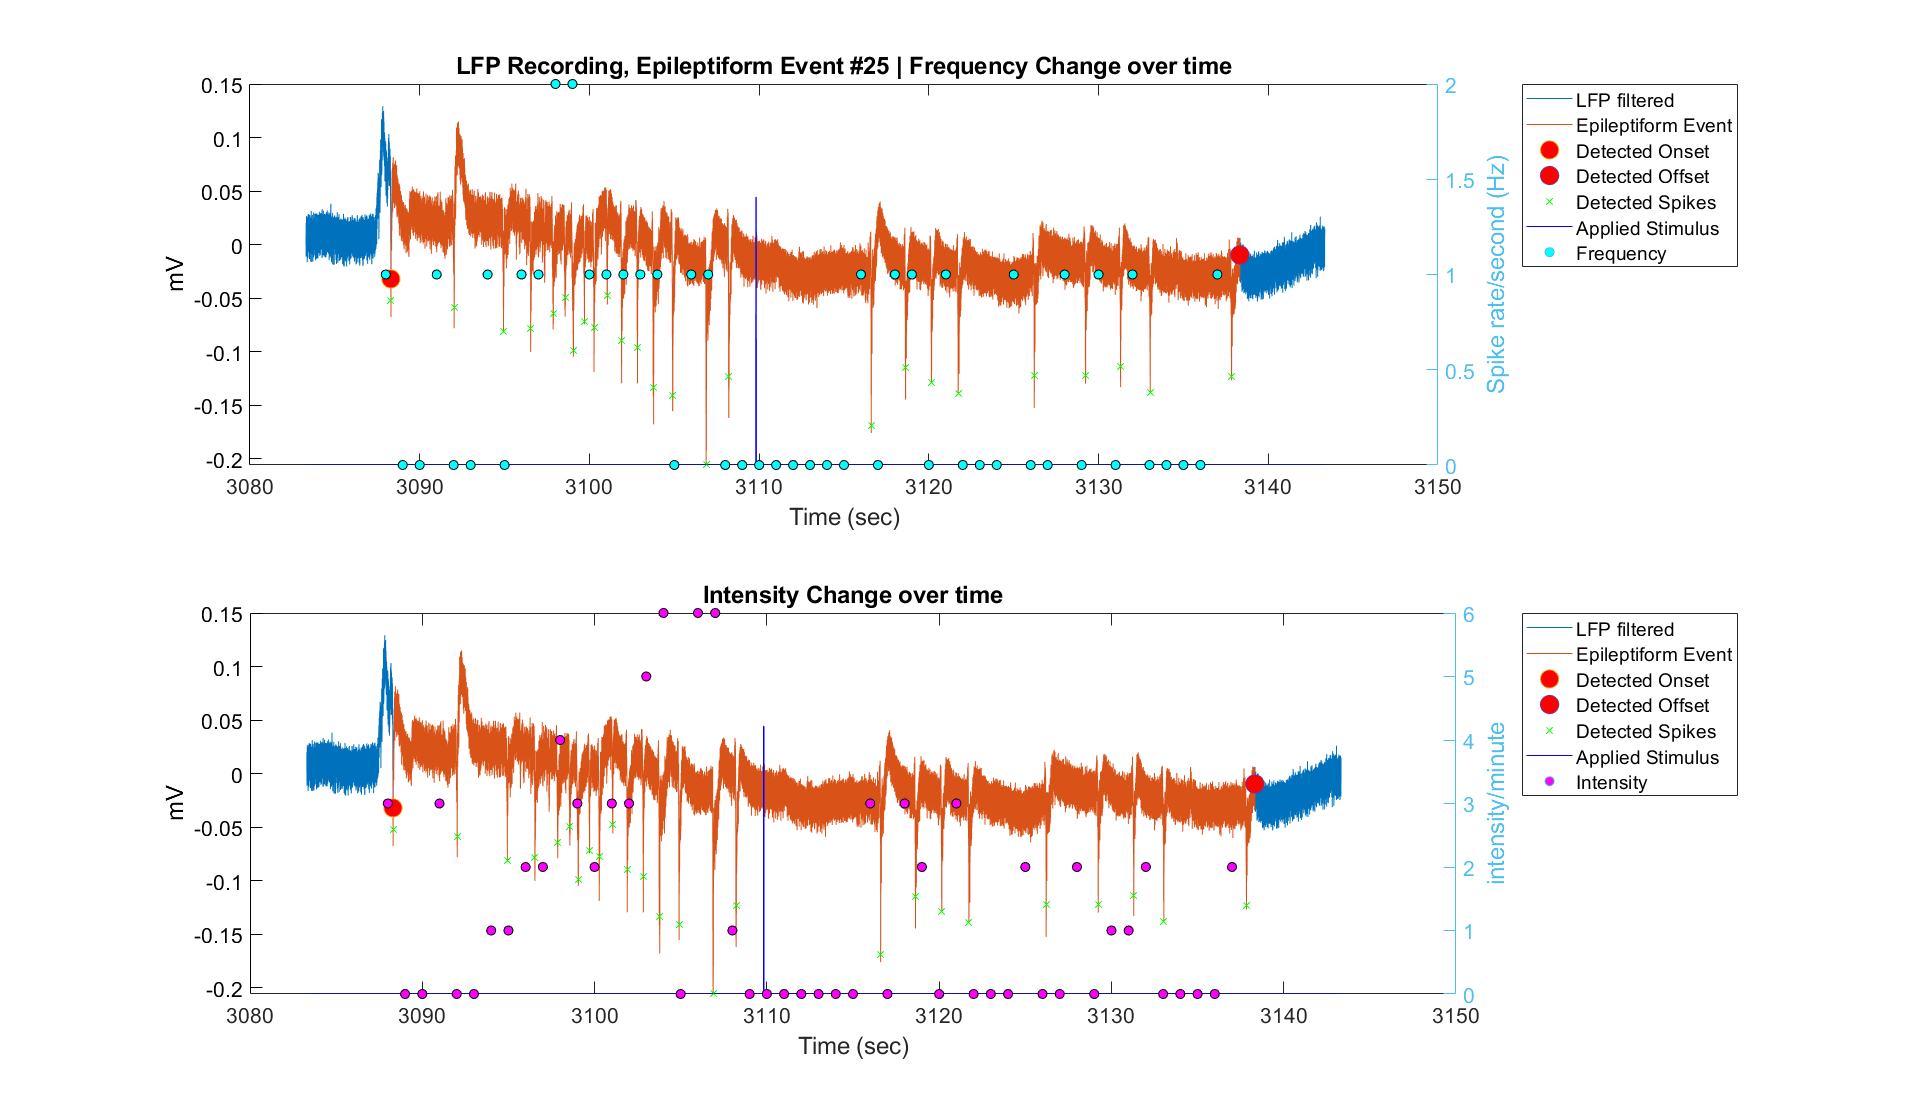 LFP Recording, Epileptiform Event #25 | Frequency Change over time
0.15
0.1
0.05
0
-0.05
-0.1
-0.15
-0.2
mV
2
1.5
1
0.5
0
Spike rate/second (Hz)
3080 3090 3100 3110 3120 3130 3140 3150
Time (sec)
LFP filtered
Epileptiform Event
Detected Onset
Detected Offset
Detected Spikes
Applied Stimulus
Frequency
Intensity Change over time
0.15
0.1
0.05
0
-0.05
-0.1
-0.15
-0.2
mV
6
5
4
3
2
1
0
intensity/minute
3080 3090 3100 3110 3120 3130 3140 3150
Time (sec)
LFP filtered
Epileptiform Event
Detected Onset
Detected Offset
Detected Spikes
Applied Stimulus
Intensity